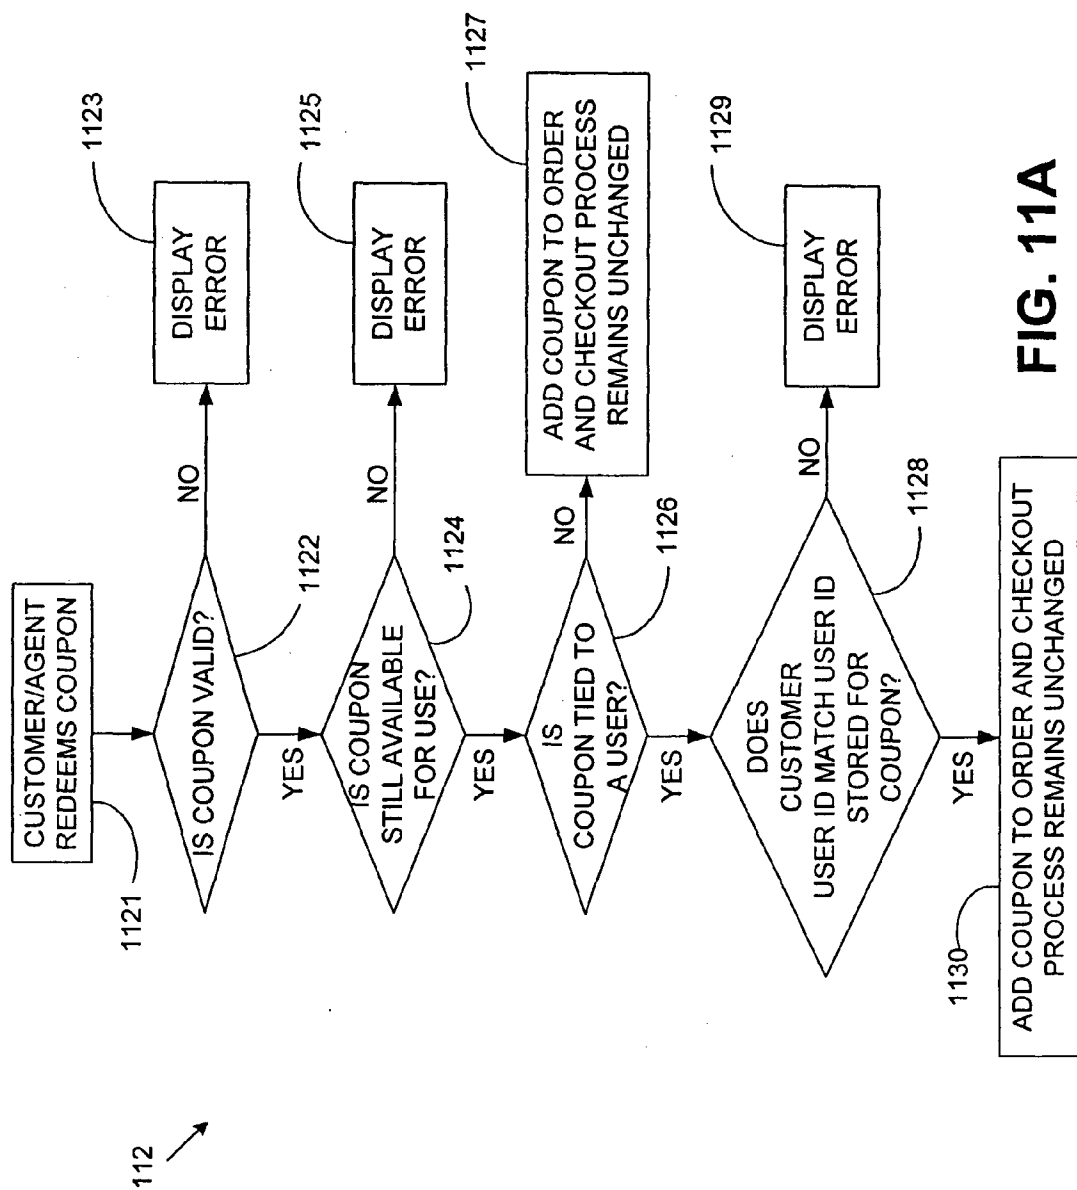 112
CUSTOMER/AGENT
REDEEMS COUPON
1121
IS COUPON VALID?
1122
NO
DISPLAY
ERROR
1123
YES
IS COUPON
STILL AVAILABLE
FOR USE?
1124
NO
DISPLAY
ERROR
1125
YES
IS
COUPON TIED TO
A USER?
1126
NO
ADD COUPON TO ORDER
AND CHECKOUT PROCESS
REMAINS UNCHANGED
1127
YES
DOES
CUSTOMER
USER ID MATCH USER ID
STORED FOR
COUPON?
1128
NO
DISPLAY
ERROR
1129
YES
ADD COUPON TO ORDER AND CHECKOUT
PROCESS REMAINS UNCHANGED
1130
FIG. 11A